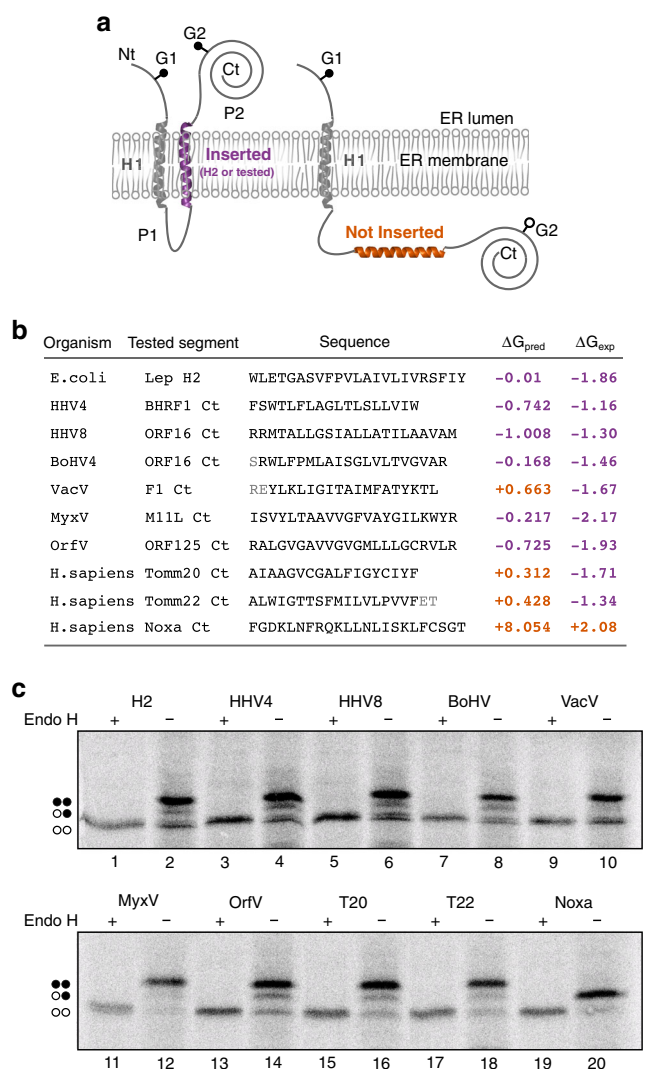 a
G2
Nt G1 G1
Ct
P2
ER lumen
H1 Inserted H1 ER membrane
(H2 or tested)
P1 Not Inserted G2
Ct
b
Organism Tested segment Sequence ΔGpred ΔGexp
E.coli Lep H2 WLETGASVFPVLAIVLIVRSFIY -0.01 -1.86
HHV4 BHRF1 Ct FSWTLFLAGLTLSLLVIW -0.742 -1.16
HHV8 ORF16 Ct RRMTALLGSIALLATILAAVAM -1.008 -1.30
BoHV4 ORF16 Ct SRWLFPMLAISGLVLTVGVAR -0.168 -1.46
VacV F1 Ct REYLKLIGITAIMFATYKTL +0.663 -1.67
MyxV M11L Ct ISVYLTAAVVGFVAYGILKWYR -0.217 -2.17
OrfV ORF125 Ct RALGVGAVVGVGMLLLGCRVLR -0.725 -1.93
H.sapiens Tomm20 Ct AIAAGVCGALFIGYCIYF +0.312 -1.71
H.sapiens Tomm22 Ct ALWIGTTSFMILVLPVVFET +0.428 -1.34
H.sapiens Noxa Ct FGDKLNFRQKLLNLISKLFCSGT +8.054 +2.08
c
H2 HHV4 HHV8 BoHV VacV
Endo H + − + − + − + − + −
1 2 3 4 5 6 7 8 9 10
MyxV OrfV T20 T22 Noxa
Endo H + − + − + − + − + −
11 12 13 14 15 16 17 18 19 20